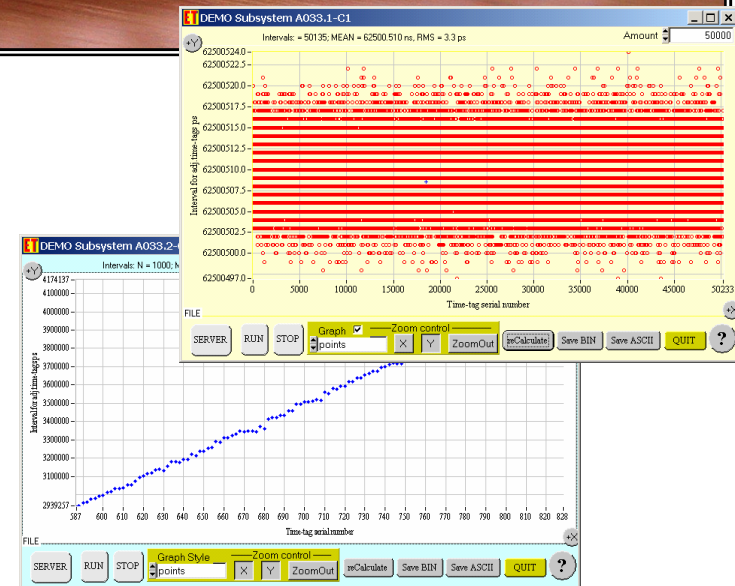 ET DEMO Subsystem A033.1-C1
+Y
Intervals: = 50135; MEAN = 62500.510 ns, RMS = 3.3 ps
Amount 50000
Interval for adj.time-tags ps
62500524.0
62500522.5
62500520.0
62500517.5
62500515.0
62500512.5
62500510.0
62500507.5
62500505.0
62500502.5
62500500.0
62500497.0
0 5000 10000 15000 20000 25000 30000 35000 40000 45000 50233
Time-tag serial number
FILE
SERVER RUN STOP Graph points Zoom control X Y ZoomOut reCalculate Save BIN Save ASCII QUIT ?
ET DEMO Subsystem A033.2-
+Y
Intervals: N = 1000;
Interval for adj.time-tags ps
4174137
4100000
4000000
3900000
3800000
3700000
3600000
3500000
3400000
3300000
3200000
3100000
2939257
587 600 610 620 630 640 650 660 670 680 690 700 710 720 730 740 750 760 770 780 790 800 810 820 828
Time-tag serial number
+X
FILE
SERVER RUN STOP Graph Style points Zoom control X Y ZoomOut reCalculate Save BIN Save ASCII QUIT ?